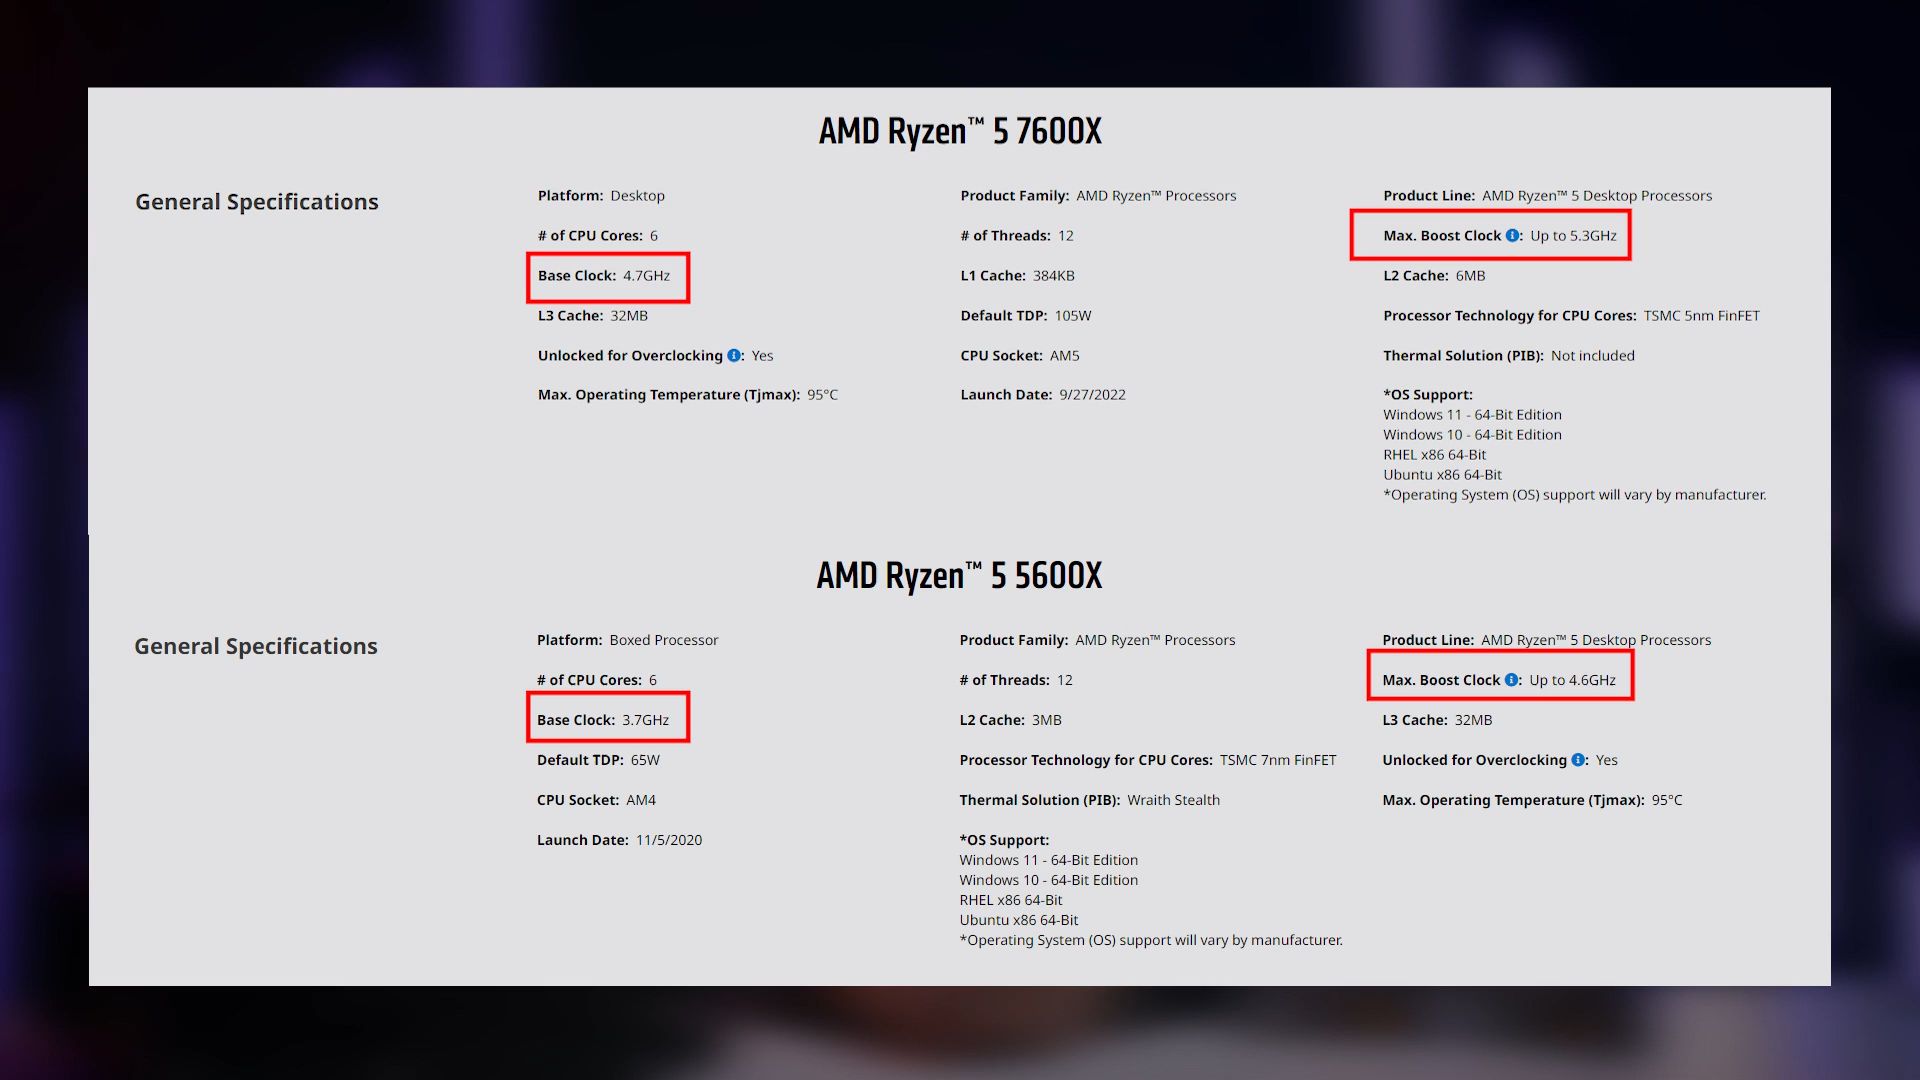 AMD Ryzen™ 5 7600X
General Specifications
Platform: Desktop
Product Family: AMD Ryzen™ Processors
Product Line: AMD Ryzen™ 5 Desktop Processors
# of CPU Cores: 6
# of Threads: 12
Max. Boost Clock i: Up to 5.3GHz
Base Clock: 4.7GHz
L1 Cache: 384KB
L2 Cache: 6MB
L3 Cache: 32MB
Default TDP: 105W
Processor Technology for CPU Cores: TSMC 5nm FinFET
Unlocked for Overclocking i: Yes
CPU Socket: AM5
Thermal Solution (PIB): Not included
Max. Operating Temperature (Tjmax): 95°C
Launch Date: 9/27/2022
*OS Support:
Windows 11 - 64-Bit Edition
Windows 10 - 64-Bit Edition
RHEL x86 64-Bit
Ubuntu x86 64-Bit
*Operating System (OS) support will vary by manufacturer.
AMD Ryzen™ 5 5600X
General Specifications
Platform: Boxed Processor
Product Family: AMD Ryzen™ Processors
Product Line: AMD Ryzen™ 5 Desktop Processors
# of CPU Cores: 6
# of Threads: 12
Max. Boost Clock i: Up to 4.6GHz
Base Clock: 3.7GHz
L2 Cache: 3MB
L3 Cache: 32MB
Default TDP: 65W
Processor Technology for CPU Cores: TSMC 7nm FinFET
Unlocked for Overclocking i: Yes
CPU Socket: AM4
Thermal Solution (PIB): Wraith Stealth
Max. Operating Temperature (Tjmax): 95°C
Launch Date: 11/5/2020
*OS Support:
Windows 11 - 64-Bit Edition
Windows 10 - 64-Bit Edition
RHEL x86 64-Bit
Ubuntu x86 64-Bit
*Operating System (OS) support will vary by manufacturer.